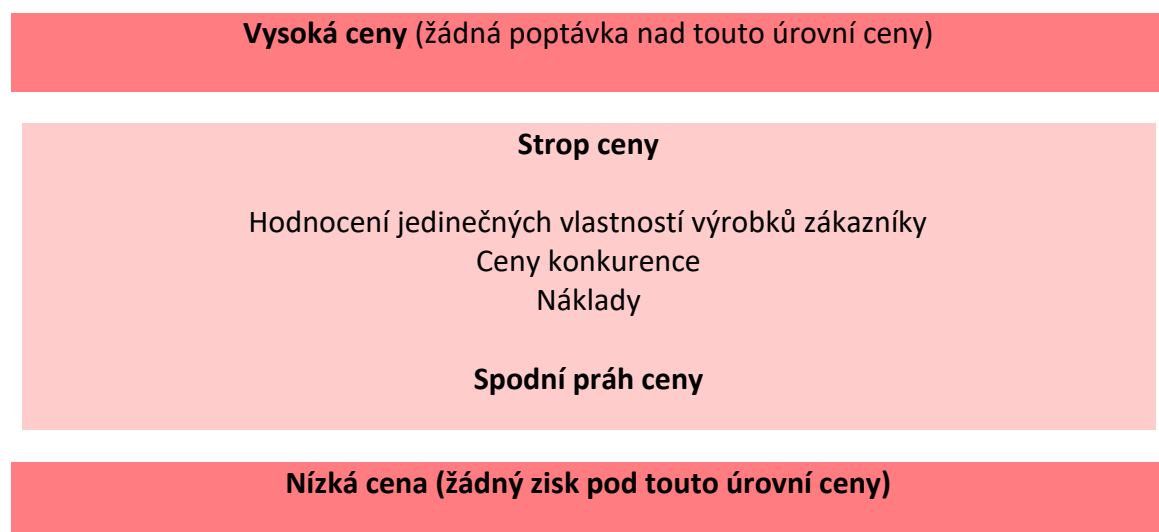 Vysoká ceny (žádná poptávka nad touto úrovní ceny)
Strop ceny
Hodnocení jedinečných vlastností výrobků zákazníky
Ceny konkurence
Náklady
Spodní práh ceny
Nízká cena (žádný zisk pod touto úrovní ceny)